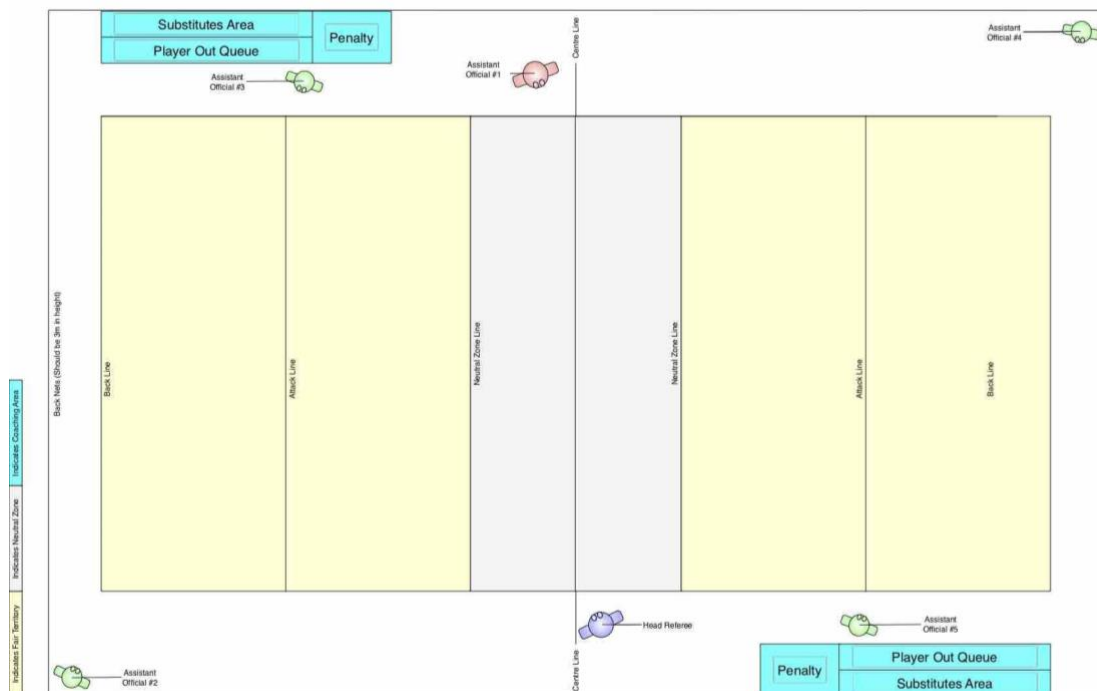 Substitutes Area
Player Out Queue
Penalty
Assistant
Official #3
Assistant
Official #1
Centre Line
Assistant
Official #4
Back Nets (Should be 3m in height)
Back Line
Attack Line
Neutral Zone Line
Neutral Zone Line
Attack Line
Back Line
Indicates Coaching Area
Indicates Neutral Zone
Indicates Fair Territory
Assistant
Official #2
Centre Line
Head Referee
Assistant
Official #5
Penalty
Player Out Queue
Substitutes Area